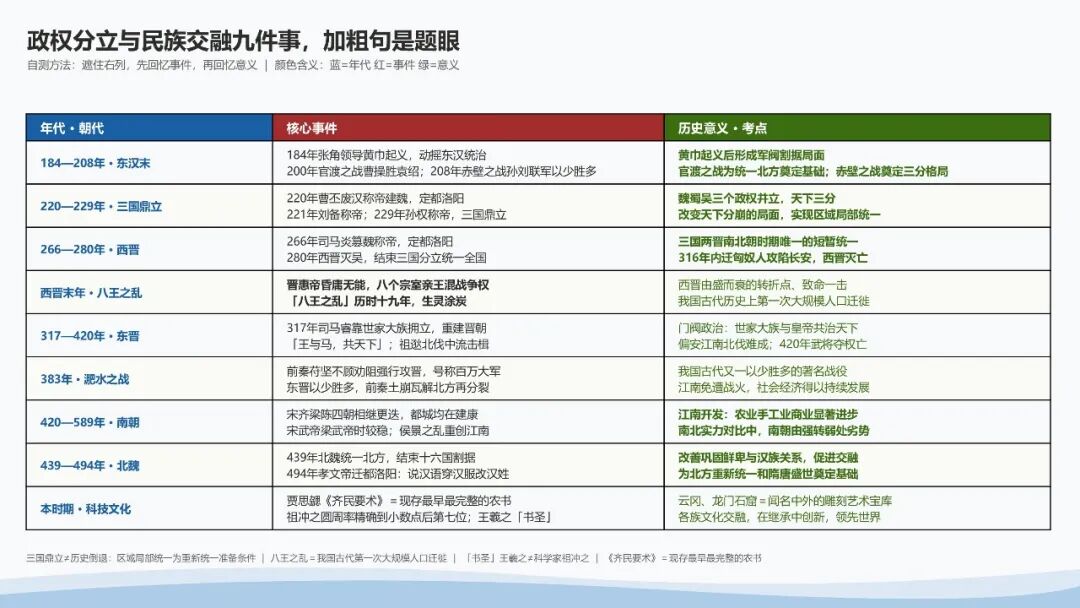 政权分立与民族交融九件事，加粗句是题眼
自测方法：遮住右列，先回忆事件，再回忆意义 | 颜色含义：蓝=年代 红=事件 绿=意义
年代·朝代
核心事件
历史意义·考点
184—208年·东汉末
184年张角领导黄巾起义，动摇东汉统治
200年官渡之战曹操胜袁绍；208年赤壁之战孙刘联军以少胜多
黄巾起义后形成军阀割据局面
官渡之战为统一北方奠定基础；赤壁之战奠定三分格局
220—229年·三国鼎立
220年曹丕废汉称帝建魏，定都洛阳
221年刘备称帝；229年孙权称帝，三国鼎立
魏蜀吴三个政权并立，天下三分
改变天下分崩的局面，实现区域局部统一
266—280年·西晋
266年司马炎篡魏称帝，定都洛阳
280年西晋灭吴，结束三国分立统一全国
三国两晋南北朝时期唯一的短暂统一
316年内迁匈奴人攻陷长安，西晋灭亡
西晋末年·八王之乱
晋惠帝昏庸无能，八个宗室亲王混战争权
「八王之乱」历时十九年，生灵涂炭
西晋由盛而衰的转折点、致命一击
我国古代历史上第一次大规模人口迁徙
317—420年·东晋
317年司马睿靠世家大族拥立，重建晋朝
「王与马，共天下」；祖逖北伐中流击楫
门阀政治：世家大族与皇帝共治天下
偏安江南北伐难成；420年武将夺权亡
383年·淝水之战
前秦苻坚不顾劝阻强行攻晋，号称百万大军
东晋以少胜多，前秦土崩瓦解北方再分裂
我国古代又一以少胜多的著名战役
江南免遭战火，社会经济得以持续发展
420—589年·南朝
宋齐梁陈四朝相继更迭，都城均在建康
宋武帝梁武帝时较稳；侯景之乱重创江南
江南开发：农业手工业商业显著进步
南北实力对比中，南朝由强转弱处劣势
439—494年·北魏
439年北魏统一北方，结束十六国割据
494年孝文帝迁都洛阳：说汉语穿汉服改汉姓
改善巩固鲜卑与汉族关系，促进交融
为北方重新统一和隋唐盛世奠定基础
本时期·科技文化
贾思勰《齐民要术》=现存最早最完整的农书
祖冲之圆周率精确到小数点后第七位；王羲之「书圣」
云冈、龙门石窟=闻名中外的雕刻艺术宝库
各族文化交融，在继承中创新，领先世界
三国鼎立≠历史倒退：区域局部统一为重新统一准备条件 | 八王之乱=我国古代第一次大规模人口迁徙 | 「书圣」王羲之≠科学家祖冲之 | 《齐民要术》=现存最早最完整的农书